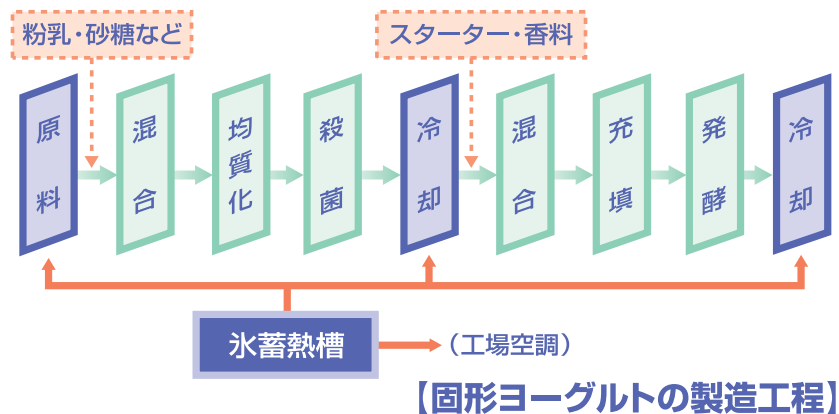 粉乳・砂糖など
スターター・香料
原料
混合
均質化
殺菌
冷却
混合
充填
発酵
冷却
氷蓄熱槽
（工場空調）
【固形ヨーグルトの製造工程】